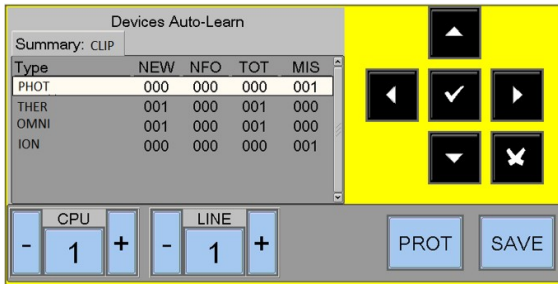 Devices Auto-Learn
Summary: CLIP
Type NEW NFO TOT MIS
PHOT 000 000 000 001
THER 001 000 001 000
OMNI 001 000 001 000
ION 000 000 000 001
CPU
- 1 +
LINE
- 1 +
PROT
SAVE